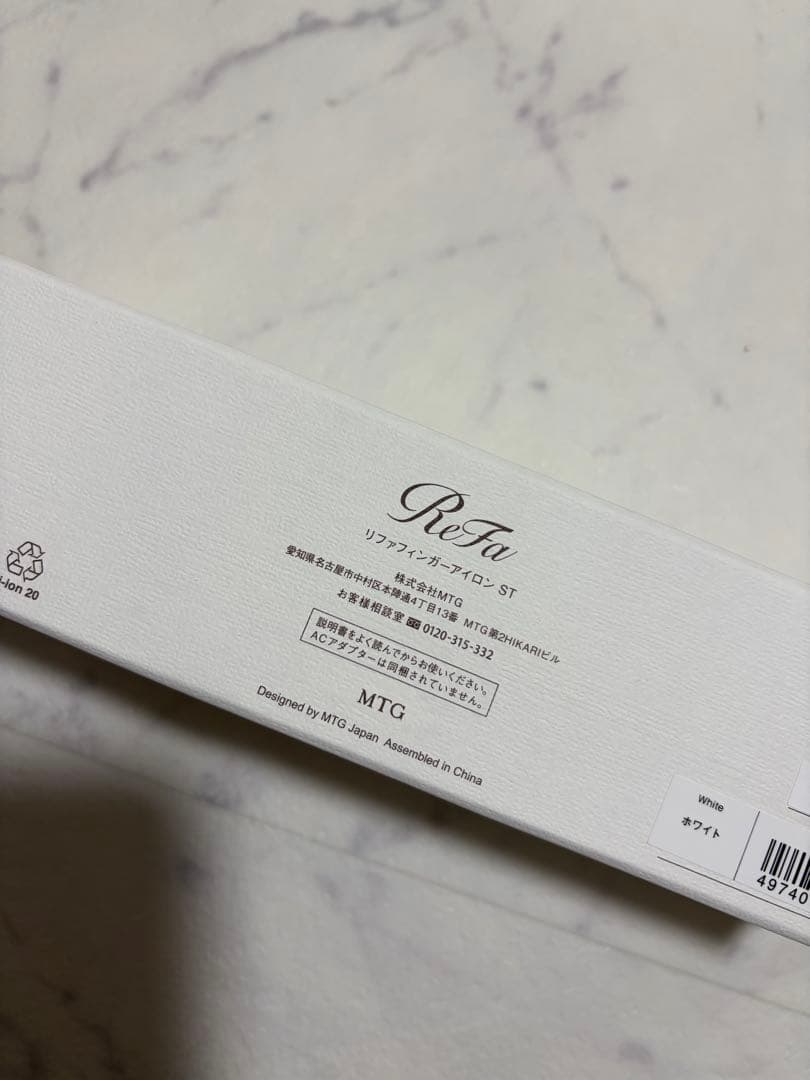 ReFa
リファフィンガーアイロン ST
株式会社MTG
愛知県名古屋市中村区本陣通4丁目13番 MTG第2HIKARIビル
お客様相談室 0120-315-332
説明書をよく読んでからお使いください。
ACアダプターは同梱されていません。
MTG
Designed by MTG Japan Assembled in China
-ion 20
White
ホワイト
49740